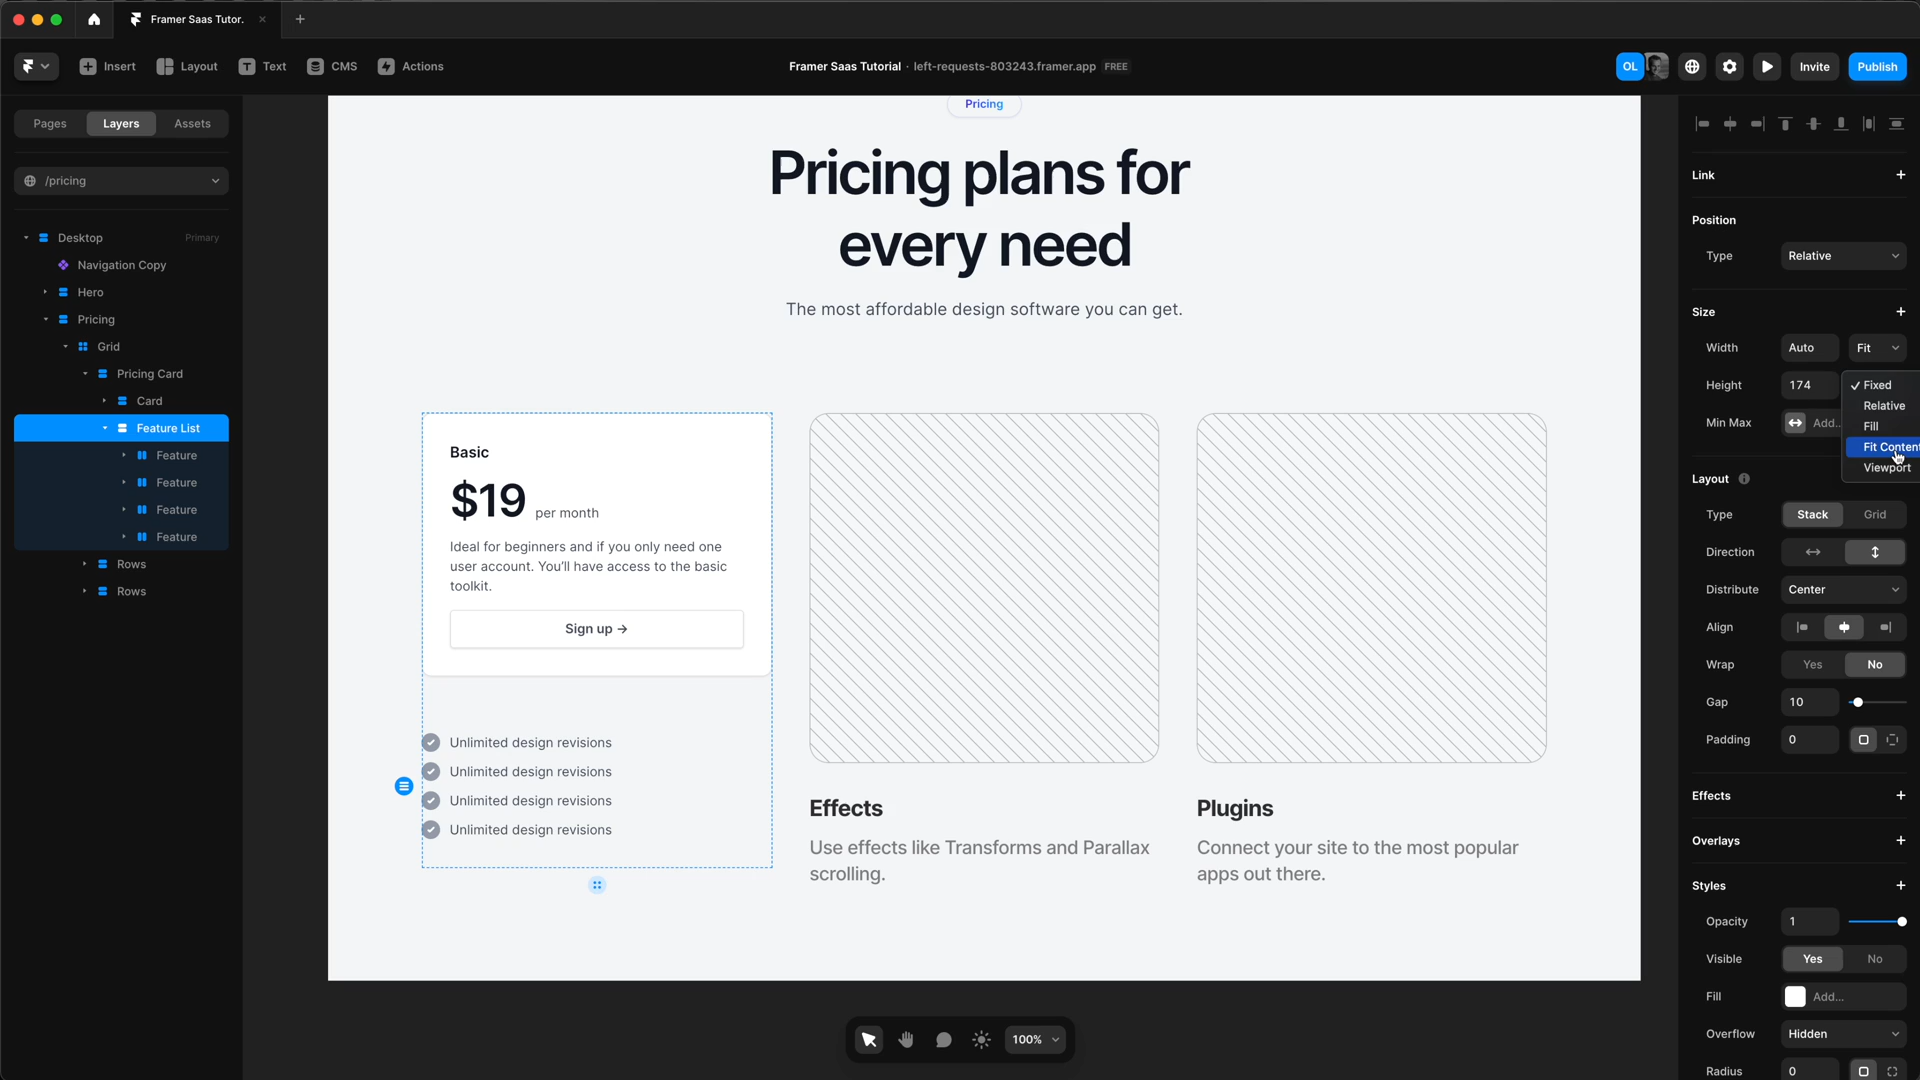 Framer Saas Tutor.
Insert
Layout
Text
CMS
Actions
Framer Saas Tutorial · left-requests-803243.framer.app FREE
OL
Invite
Publish
Pages
Layers
Assets
/pricing
Desktop
Primary
Navigation Copy
Hero
Pricing
Grid
Pricing Card
Card
Feature List
Feature
Feature
Feature
Feature
Rows
Rows
Pricing
Pricing plans for
every need
The most affordable design software you can get.
Basic
$19 per month
Ideal for beginners and if you only need one
user account. You'll have access to the basic
toolkit.
Sign up →
Unlimited design revisions
Unlimited design revisions
Unlimited design revisions
Unlimited design revisions
Effects
Use effects like Transforms and Parallax
scrolling.
Plugins
Connect your site to the most popular
apps out there.
100%
Link
Position
Type
Relative
Size
Width
Auto
Fit
Height
174
Fixed
Relative
Fill
Fit Content
Viewport
Min Max
Add...
Layout
Type
Stack
Grid
Direction
Distribute
Center
Align
Wrap
Yes
No
Gap
10
Padding
0
Effects
Overlays
Styles
Opacity
1
Visible
Yes
No
Fill
Add...
Overflow
Hidden
Radius
0